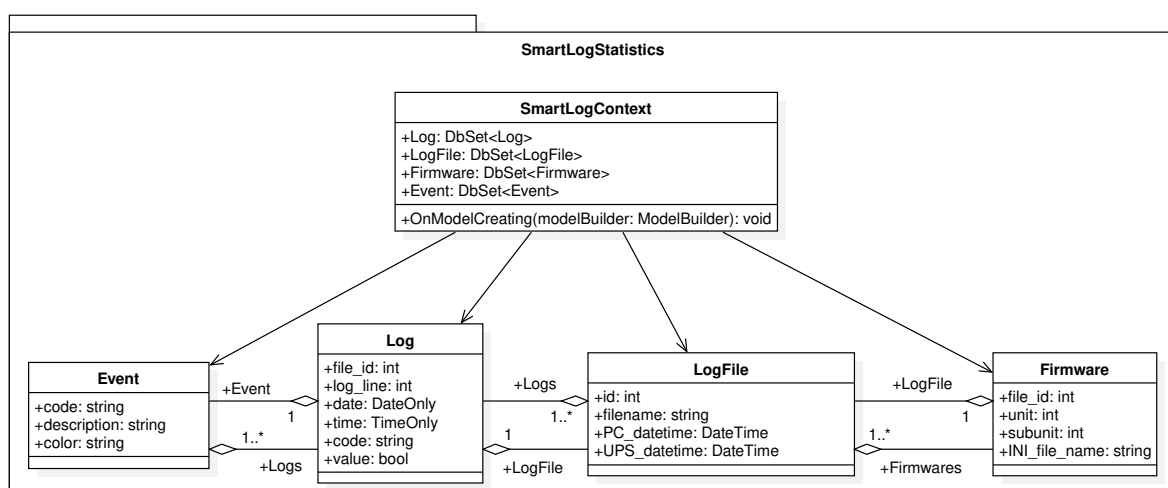 SmartLogStatistics
SmartLogContext
+Log: DbSet<Log>
+LogFile: DbSet<LogFile>
+Firmware: DbSet<Firmware>
+Event: DbSet<Event>
+OnModelCreating(modelBuilder: ModelBuilder): void
Event
+code: string
+description: string
+color: string
+Event
1
1..*
+Logs
Log
+file_id: int
+log_line: int
+date: DateOnly
+time: TimeOnly
+code: string
+value: bool
+Logs
1..*
1
+LogFile
LogFile
+id: int
+filename: string
+PC_datetime: DateTime
+UPS_datetime: DateTime
+LogFile
1
1..*
+Firmwares
Firmware
+file_id: int
+unit: int
+subunit: int
+INI_file_name: string